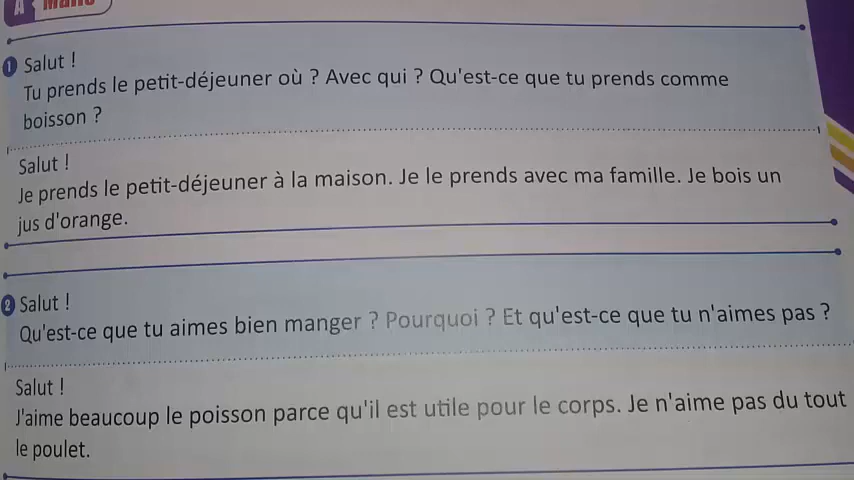 A Mails
1 Salut !
Tu prends le petit-déjeuner où ? Avec qui ? Qu'est-ce que tu prends comme
boisson ?
Salut !
Je prends le petit-déjeuner à la maison. Je le prends avec ma famille. Je bois un
jus d'orange.
2 Salut !
Qu'est-ce que tu aimes bien manger ? Pourquoi ? Et qu'est-ce que tu n'aimes pas ?
Salut !
J'aime beaucoup le poisson parce qu'il est utile pour le corps. Je n'aime pas du tout
le poulet.